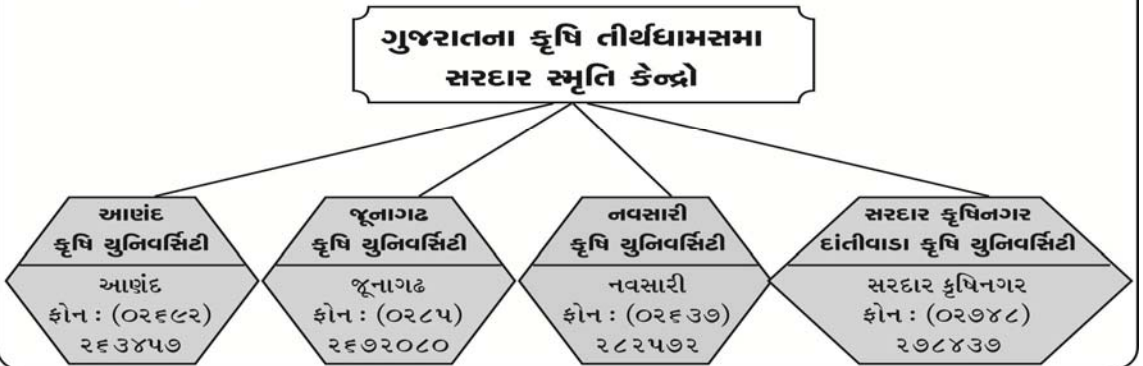 ગુજરાતના કૃષિ તીર્થધામસમા
સરદાર સ્મૃતિ કેન્દ્રો
આણંદ
કૃષિ યુનિવર્સિટી
આણંદ
ફોન : (૦૨૬૯૨)
૨૬૩૪૫૭
જૂનાગઢ
કૃષિ યુનિવર્સિટી
જૂનાગઢ
ફોન : (૦૨૮૫)
૨૬૭૨૦૮૦
નવસારી
કૃષિ યુનિવર્સિટી
નવસારી
ફોન : (૦૨૬૩૭)
૨૮૨૫૭૨
સરદાર કૃષિનગર
દાંતીવાડા કૃષિ યુનિવર્સિટી
સરદાર કૃષિનગર
ફોન : (૦૨૭૪૮)
૨૭૮૪૩૭